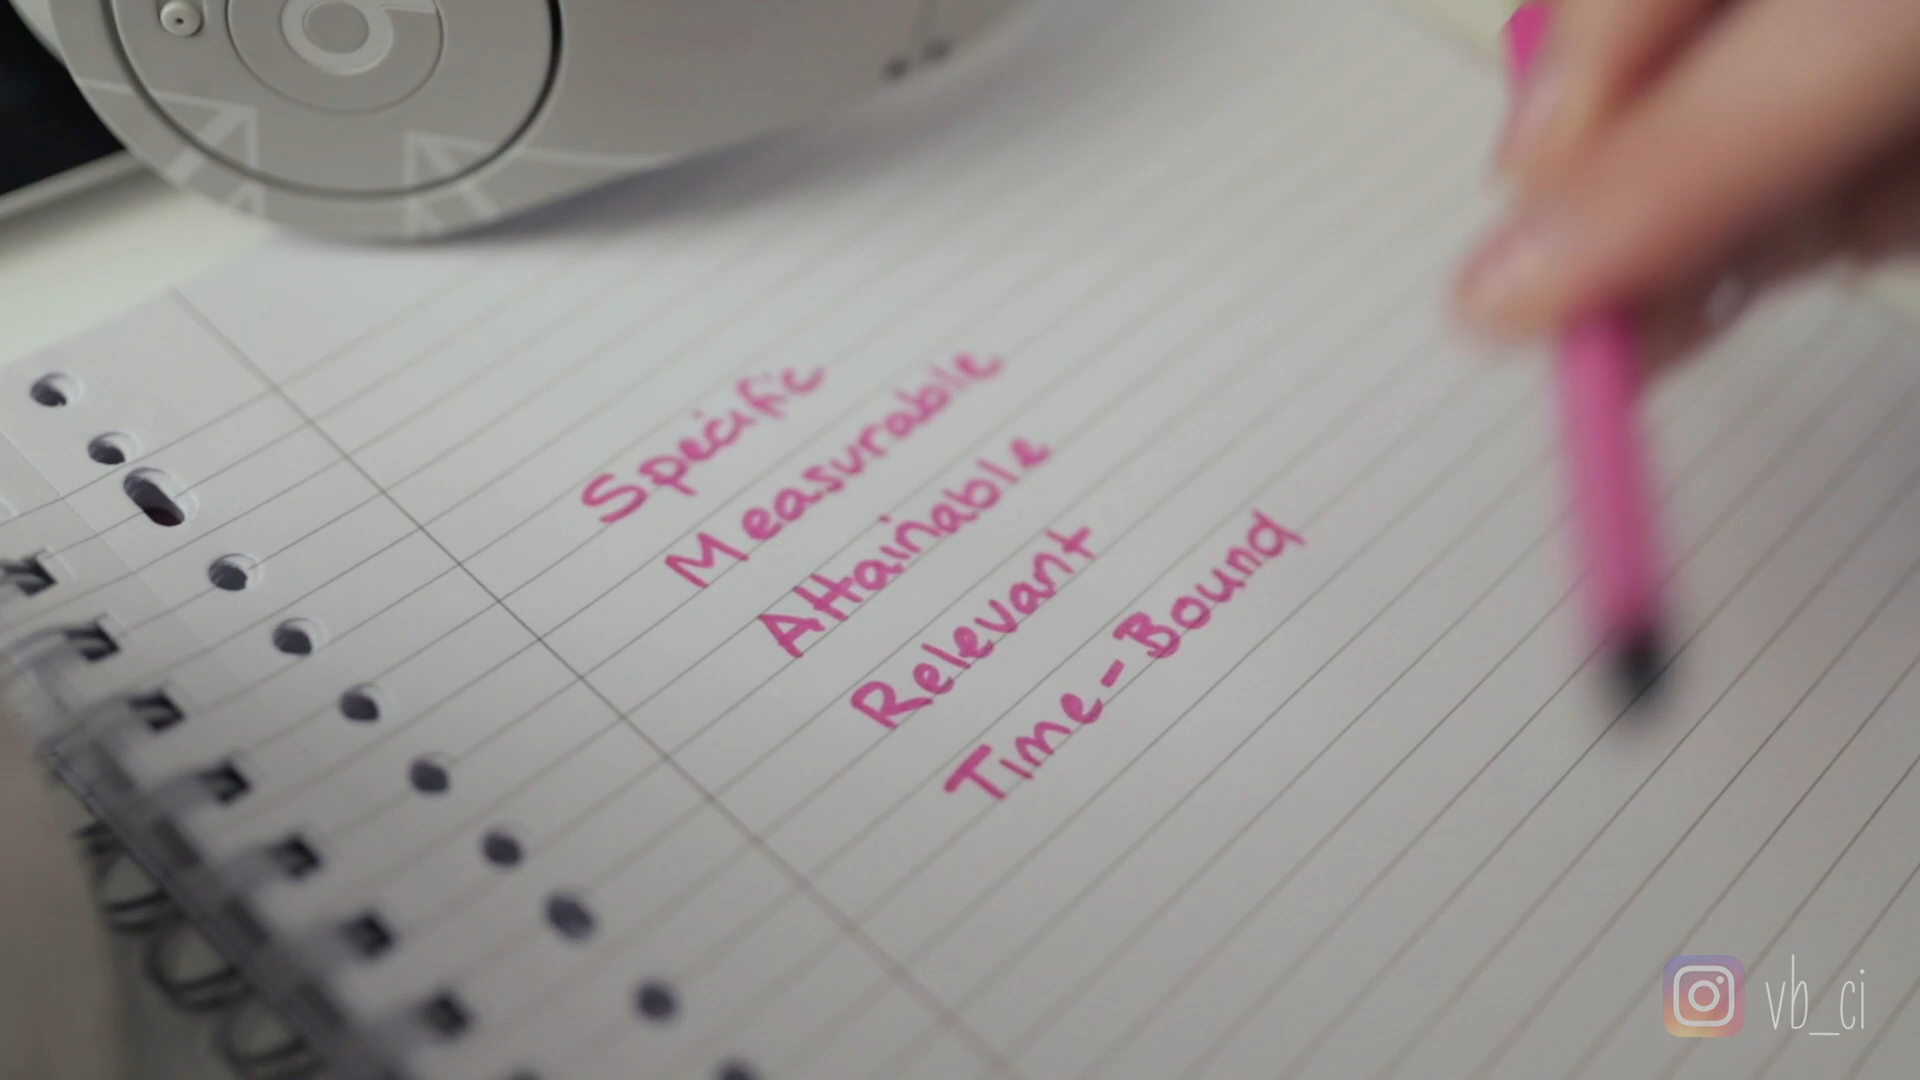 Specific
Measurable
Attainable
Relevant
Time-Bound
vb_ci